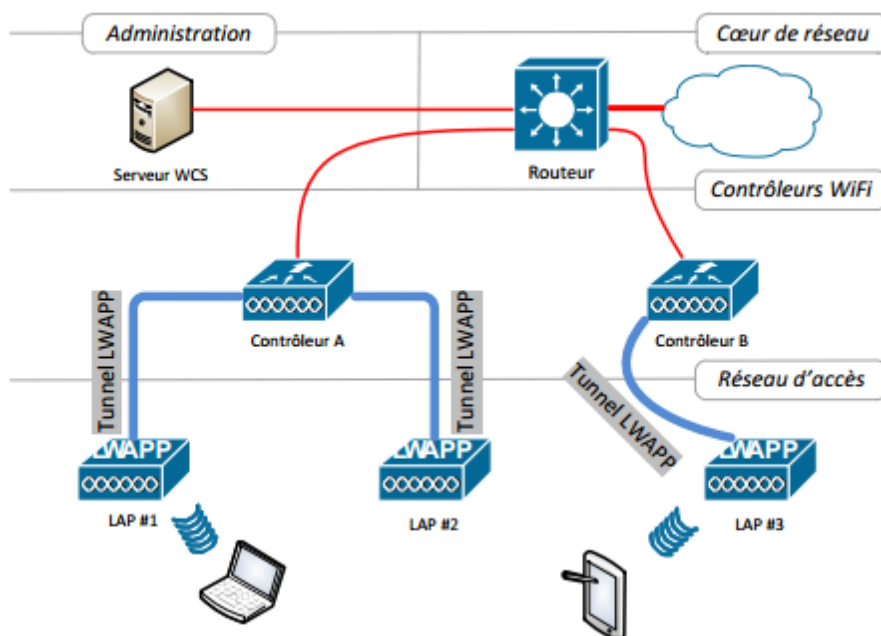 Administration
Cœur de réseau
Serveur WCS
Routeur
Contrôleurs WiFi
Contrôleur A
Contrôleur B
Tunnel LWAPP
Tunnel LWAPP
Tunnel LWAPP
Réseau d'accès
LWAPP
LWAPP
LWAPP
LAP #1
LAP #2
LAP #3